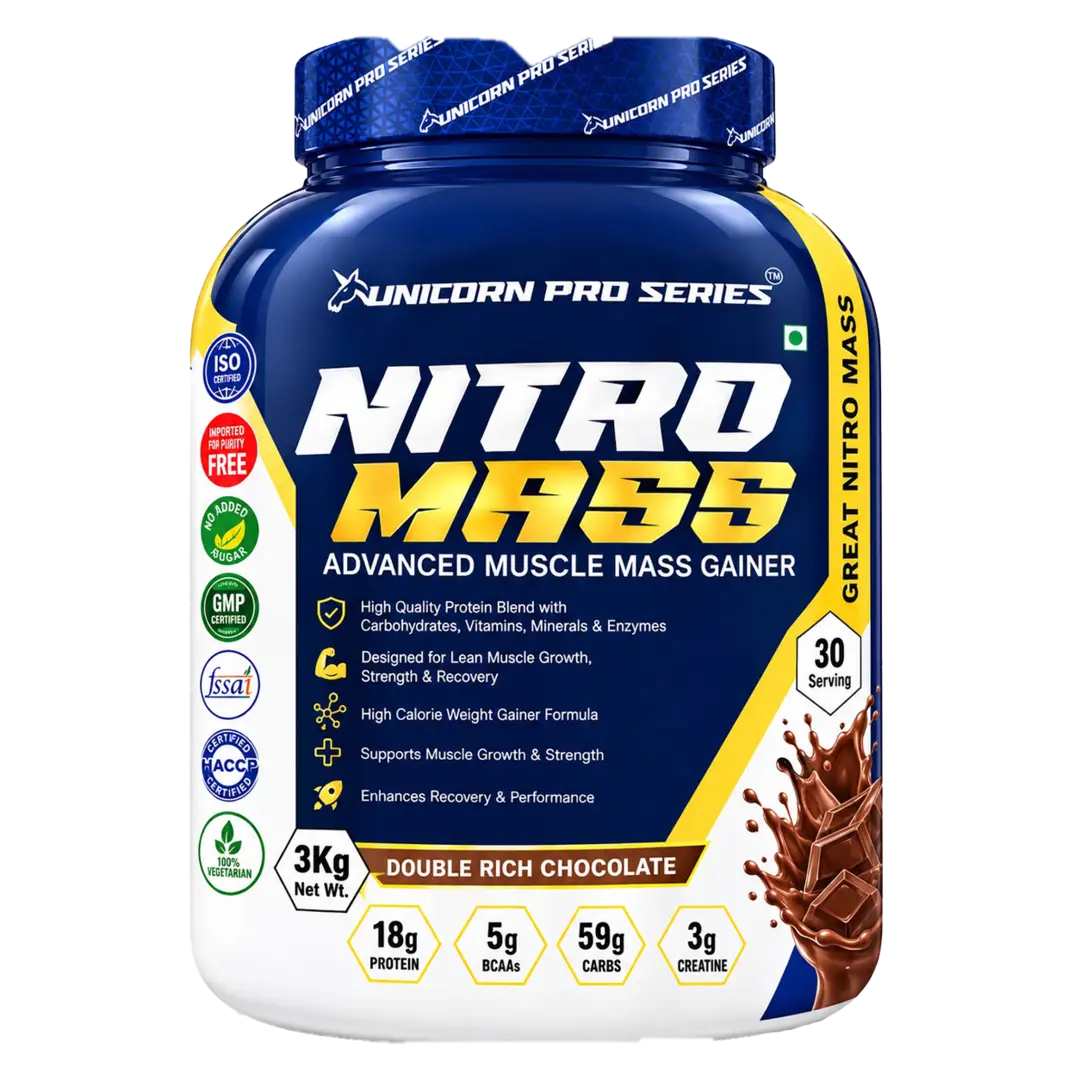 UNICORN PRO SERIES
UNICORN PRO SERI
UNICORN PRO SERIES
UNICORN
UNICORN PRO SERIES™
NITRO
MASS
ADVANCED MUSCLE MASS GAINER
High Quality Protein Blend with
Carbohydrates, Vitamins, Minerals & Enzymes
Designed for Lean Muscle Growth,
Strength & Recovery
High Calorie Weight Gainer Formula
Supports Muscle Growth & Strength
Enhances Recovery & Performance
ISO
CERTIFIED
IMPORTED
FOR PURITY
FREE
NO ADDED
SUGAR
GMP
CERTIFIED
fssai
CERTIFIED
HACCP
CERTIFIED
100%
VEGETARIAN
GREAT NITRO MASS
30
Serving
3Kg
Net Wt.
DOUBLE RICH CHOCOLATE
18g
PROTEIN
5g
BCAAs
59g
CARBS
3g
CREATINE